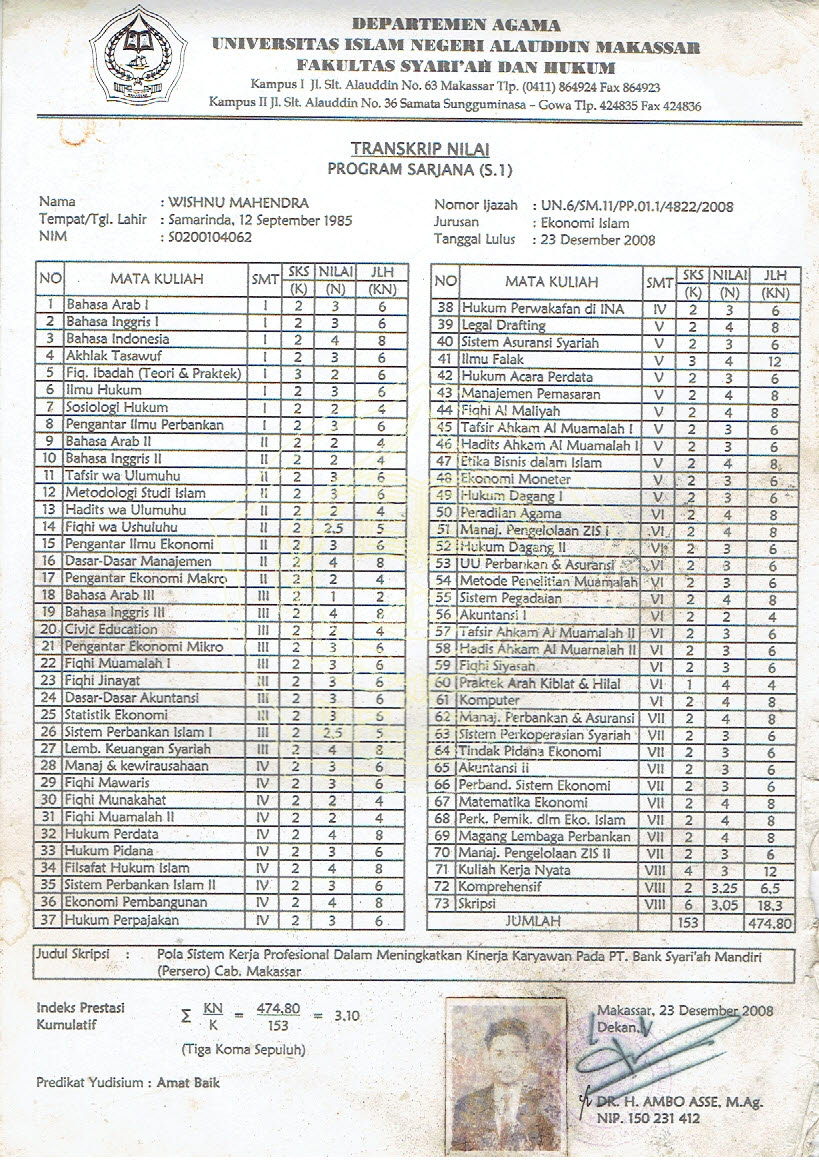 DEPARTEMEN AGAMA
UNIVERSITAS ISLAM NEGERI ALAUDDIN MAKASSAR
FAKULTAS SYARI'AH DAN HUKUM
Kampus I Jl. Slt. Alauddin No. 63 Makassar Tlp. (0411) 864924 Fax 864923
Kampus II Jl. Slt. Alauddin No. 36 Samata Sungguminasa – Gowa Tlp. 424835 Fax 424836
TRANSKRIP NILAI
PROGRAM SARJANA (S.1)
Nama : WISHNU MAHENDRA
Tempat/Tgl. Lahir : Samarinda, 12 September 1985
NIM : S0200104062
Nomor Ijazah : UN.6/SM.11/PP.01.1/4822/2008
Jurusan : Ekonomi Islam
Tanggal Lulus : 23 Desember 2008
NO MATA KULIAH SMT SKS (K) NILAI (N) JLH (KN)
1 Bahasa Arab I I 2 3 6
2 Bahasa Inggris I I 2 3 6
3 Bahasa Indonesia I 2 4 8
4 Akhlak Tasawuf I 2 3 6
5 Fiq. Ibadah (Teori & Praktek) I 3 2 6
6 Ilmu Hukum I 2 3 6
7 Sosiologi Hukum I 2 2 4
8 Pengantar Ilmu Perbankan I 2 3 6
9 Bahasa Arab II II 2 2 4
10 Bahasa Inggris II II 2 2 4
11 Tafsir wa Ulumuhu II 2 3 6
12 Metodologi Studi Islam II 2 3 6
13 Hadits wa Ulumuhu II 2 2 4
14 Fiqhi wa Ushuluhu II 2 2.5 5
15 Pengantar Ilmu Ekonomi II 2 3 6
16 Dasar-Dasar Manajemen II 2 4 8
17 Pengantar Ekonomi Makro II 2 2 4
18 Bahasa Arab III III 2 1 2
19 Bahasa Inggris III III 2 4 8
20 Civic Education III 2 2 4
21 Pengantar Ekonomi Mikro III 2 3 6
22 Fiqhi Muamalah I III 2 3 6
23 Fiqhi Jinayat III 2 3 6
24 Dasar-Dasar Akuntansi III 2 3 6
25 Statistik Ekonomi III 2 3 6
26 Sistem Perbankan Islam I III 2 2,5 5
27 Lemb. Keuangan Syariah III 2 4 8
28 Manaj & kewirausahaan IV 2 3 6
29 Fiqhi Mawaris IV 2 3 6
30 Fiqhi Munakahat IV 2 2 4
31 Fiqhi Muamalah II IV 2 2 4
32 Hukum Perdata IV 2 4 8
33 Hukum Pidana IV 2 3 6
34 Filsafat Hukum Islam IV 2 4 8
35 Sistem Perbankan Islam II IV 2 3 6
36 Ekonomi Pembangunan IV 2 4 8
37 Hukum Perpajakan IV 2 3 6
NO MATA KULIAH SMT SKS (K) NILAI (N) JLH (KN)
38 Hukum Perwakafan di INA IV 2 3 6
39 Legal Drafting V 2 4 8
40 Sistem Asuransi Syariah V 2 3 6
41 Ilmu Falak V 3 4 12
42 Hukum Acara Perdata V 2 3 6
43 Manajemen Pemasaran V 2 4 8
44 Fiqhi Al Maliyah V 2 4 8
45 Tafsir Ahkam Al Muamalah I V 2 3 6
46 Hadits Ahkam Al Muamalah I V 2 3 6
47 Etika Bisnis dalam Islam V 2 4 8
48 Ekonomi Moneter V 2 3 6
49 Hukum Dagang I V 2 3 6
50 Peradilan Agama VI 2 4 8
51 Manaj. Pengelolaan ZIS I VI 2 4 8
52 Hukum Dagang II VI 2 3 6
53 UU Perbankan & Asuransi VI 2 3 6
54 Metode Penelitian Muamalah VI 2 3 6
55 Sistem Pegadaian VI 2 4 8
56 Akuntansi I VI 2 2 4
57 Tafsir Ahkam Al Muamalah II VI 2 3 6
58 Hadis Ahkam Al Muamalah II VI 2 3 6
59 Fiqhi Siyasah VI 2 3 6
60 Praktek Arah Kiblat & Hilal VI 1 4 4
61 Komputer VI 2 4 8
62 Manaj. Perbankan & Asuransi VII 2 4 8
63 Sistem Perkoperasian Syariah VII 2 3 6
64 Tindak Pidana Ekonomi VII 2 3 6
65 Akuntansi ii VII 2 3 6
66 Perband. Sistem Ekonomi VII 2 3 6
67 Matematika Ekonomi VII 2 4 8
68 Perk. Pemik. dlm Eko. Islam VII 2 4 8
69 Magang Lembaga Perbankan VII 2 4 8
70 Manaj. Pengelolaan ZIS II VII 2 3 6
71 Kuliah Kerja Nyata VIII 4 3 12
72 Komprehensif VIII 2 3,25 6,5
73 Skripsi VIII 6 3,05 18,3
JUMLAH 153 474.80
Judul Skripsi : Pola Sistem Kerja Profesional Dalam Meningkatkan Kinerja Karyawan Pada PT. Bank Syari'ah Mandiri
(Persero) Cab. Makassar
Indeks Prestasi Kumulatif Σ KN/K = 474.80/153 = 3.10
(Tiga Koma Sepuluh)
Predikat Yudisium : Amat Baik
Makassar, 23 Desember 2008
Dekan,
DR. H. AMBO ASSE, M.Ag.
NIP. 150 231 412